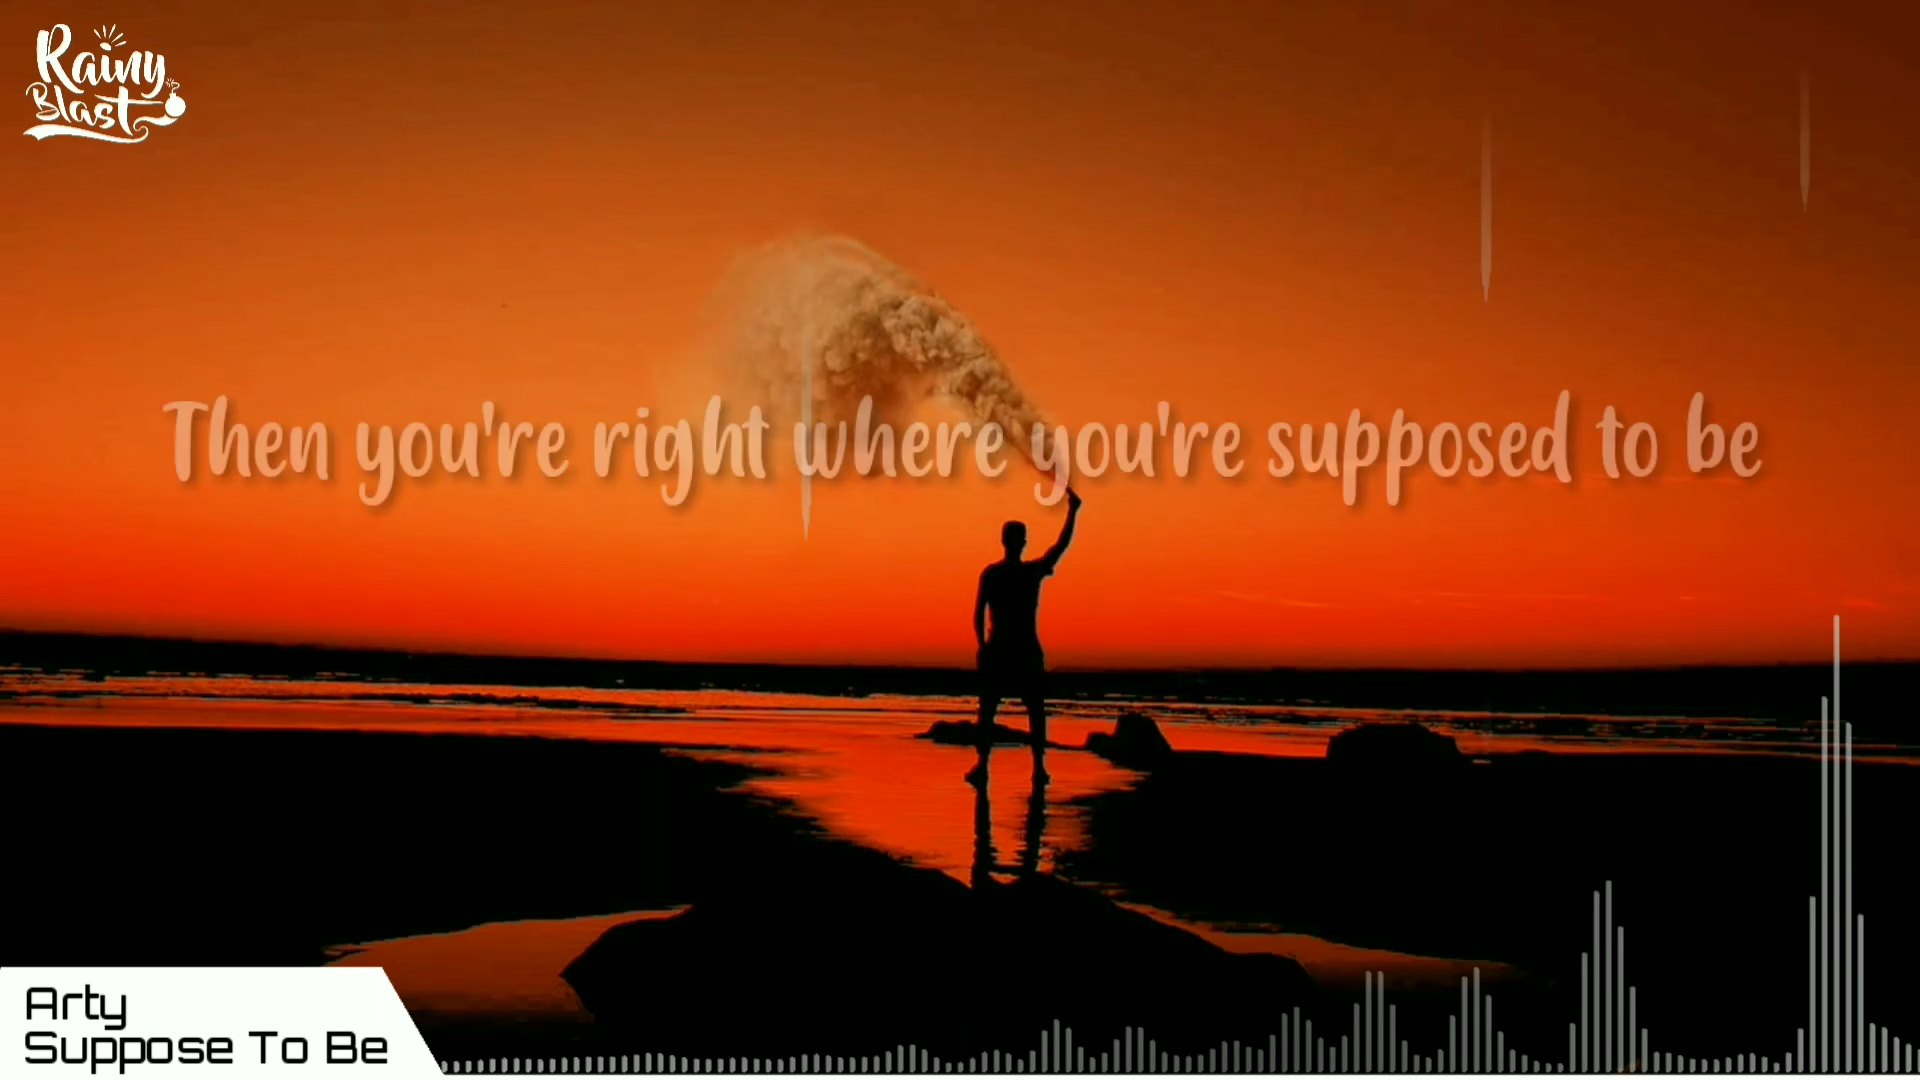 Rainy
Blast
Then you're right where you're supposed to be
Arty
Suppose To Be